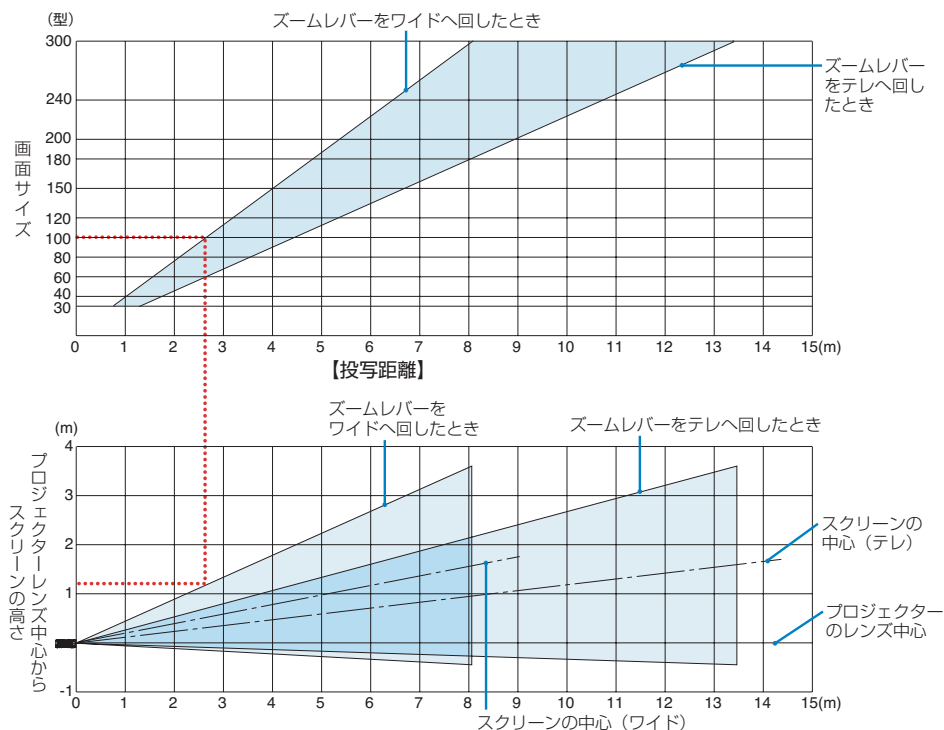 (型)
ズームレバーをワイドへ回したとき
300
240
200
180
150
120
100
80
60
40
30
画面サイズ
ズームレバー
をテレへ回し
たとき
0 1 2 3 4 5 6 7 8 9 10 11 12 13 14 15(m)
【投写距離】
(m)
ズームレバーを
ワイドへ回したとき
ズームレバーをテレへ回したとき
4
3
2
1
0
-1
プロジェクターレンズ中心から
スクリーンの高さ
スクリーンの
中心（テレ）
プロジェクター
のレンズ中心
0 1 2 3 4 5 6 7 8 9 10 11 12 13 14 15(m)
スクリーンの中心（ワイド）